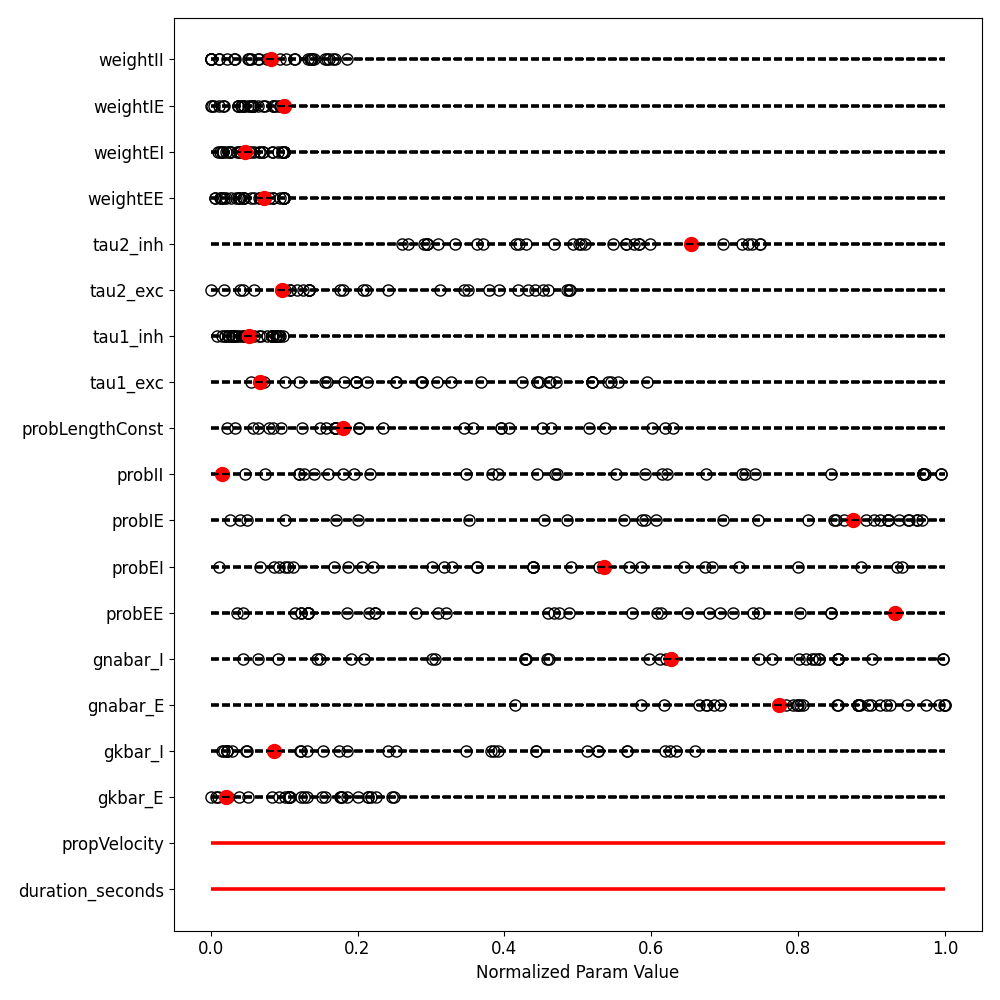 weightII
weightIE
weightEI
weightEE
tau2_inh
tau2_exc
tau1_inh
tau1_exc
probLengthConst
probII
probIE
probEI
probEE
gnabar_I
gnabar_E
gkbar_I
gkbar_E
propVelocity
duration_seconds
0.0 0.2 0.4 0.6 0.8 1.0
Normalized Param Value